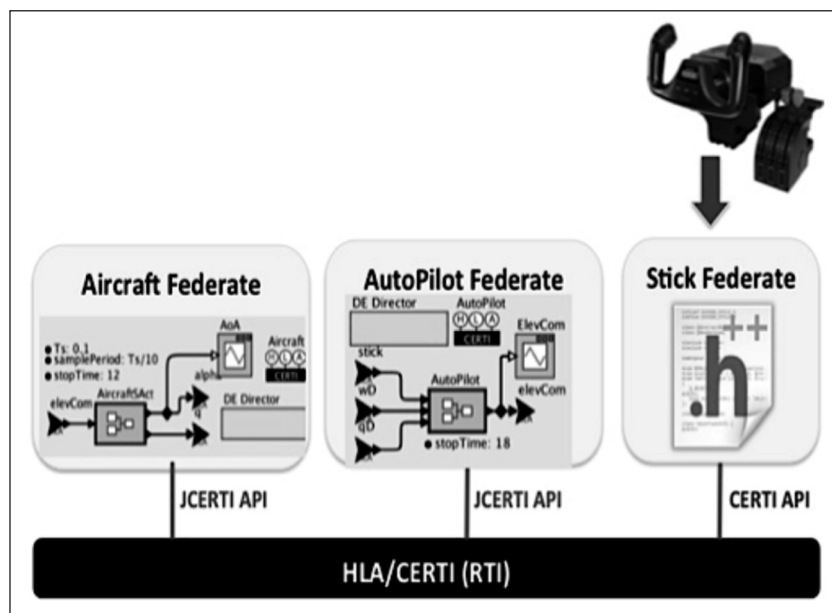 Aircraft Federate
AoA
Ts: 0.1
samplePeriod: Ts/10
stopTime: 12
Aircraft
H L A
CERTI
alpha
elevCom
AircraftSAct
q
DE Director
AutoPilot Federate
DE Director
AutoPilot
H L A
CERTI
ElevCom
stick
wD
qD
AutoPilot
elevCom
stopTime: 18
Stick Federate
++
.h
JCERTI API
JCERTI API
CERTI API
HLA/CERTI (RTI)